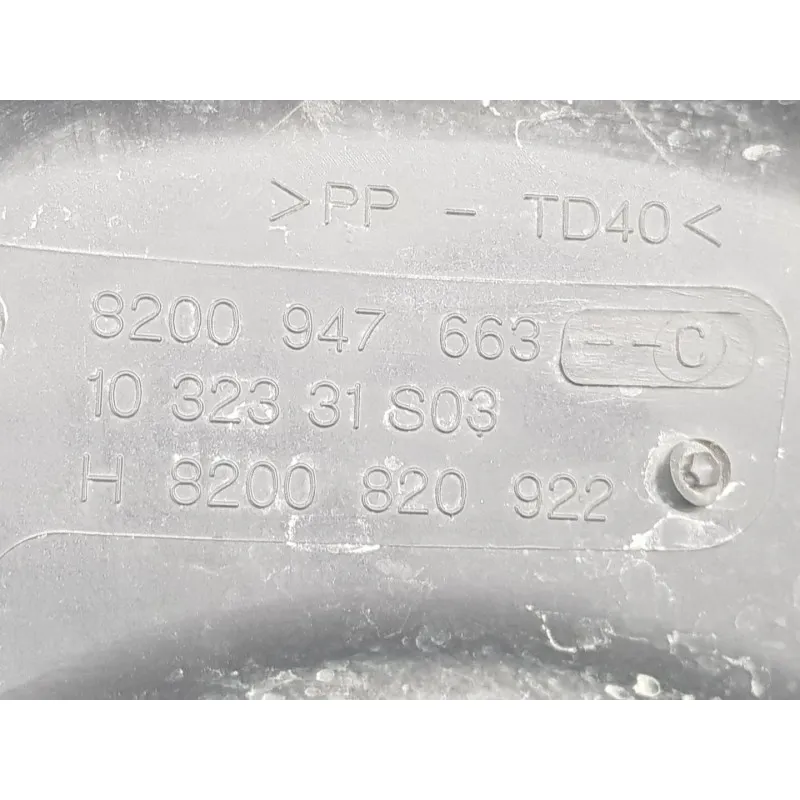 >PP - TD40<
8200 947 663 --C
10 323 31 S03
H 8200 820 922